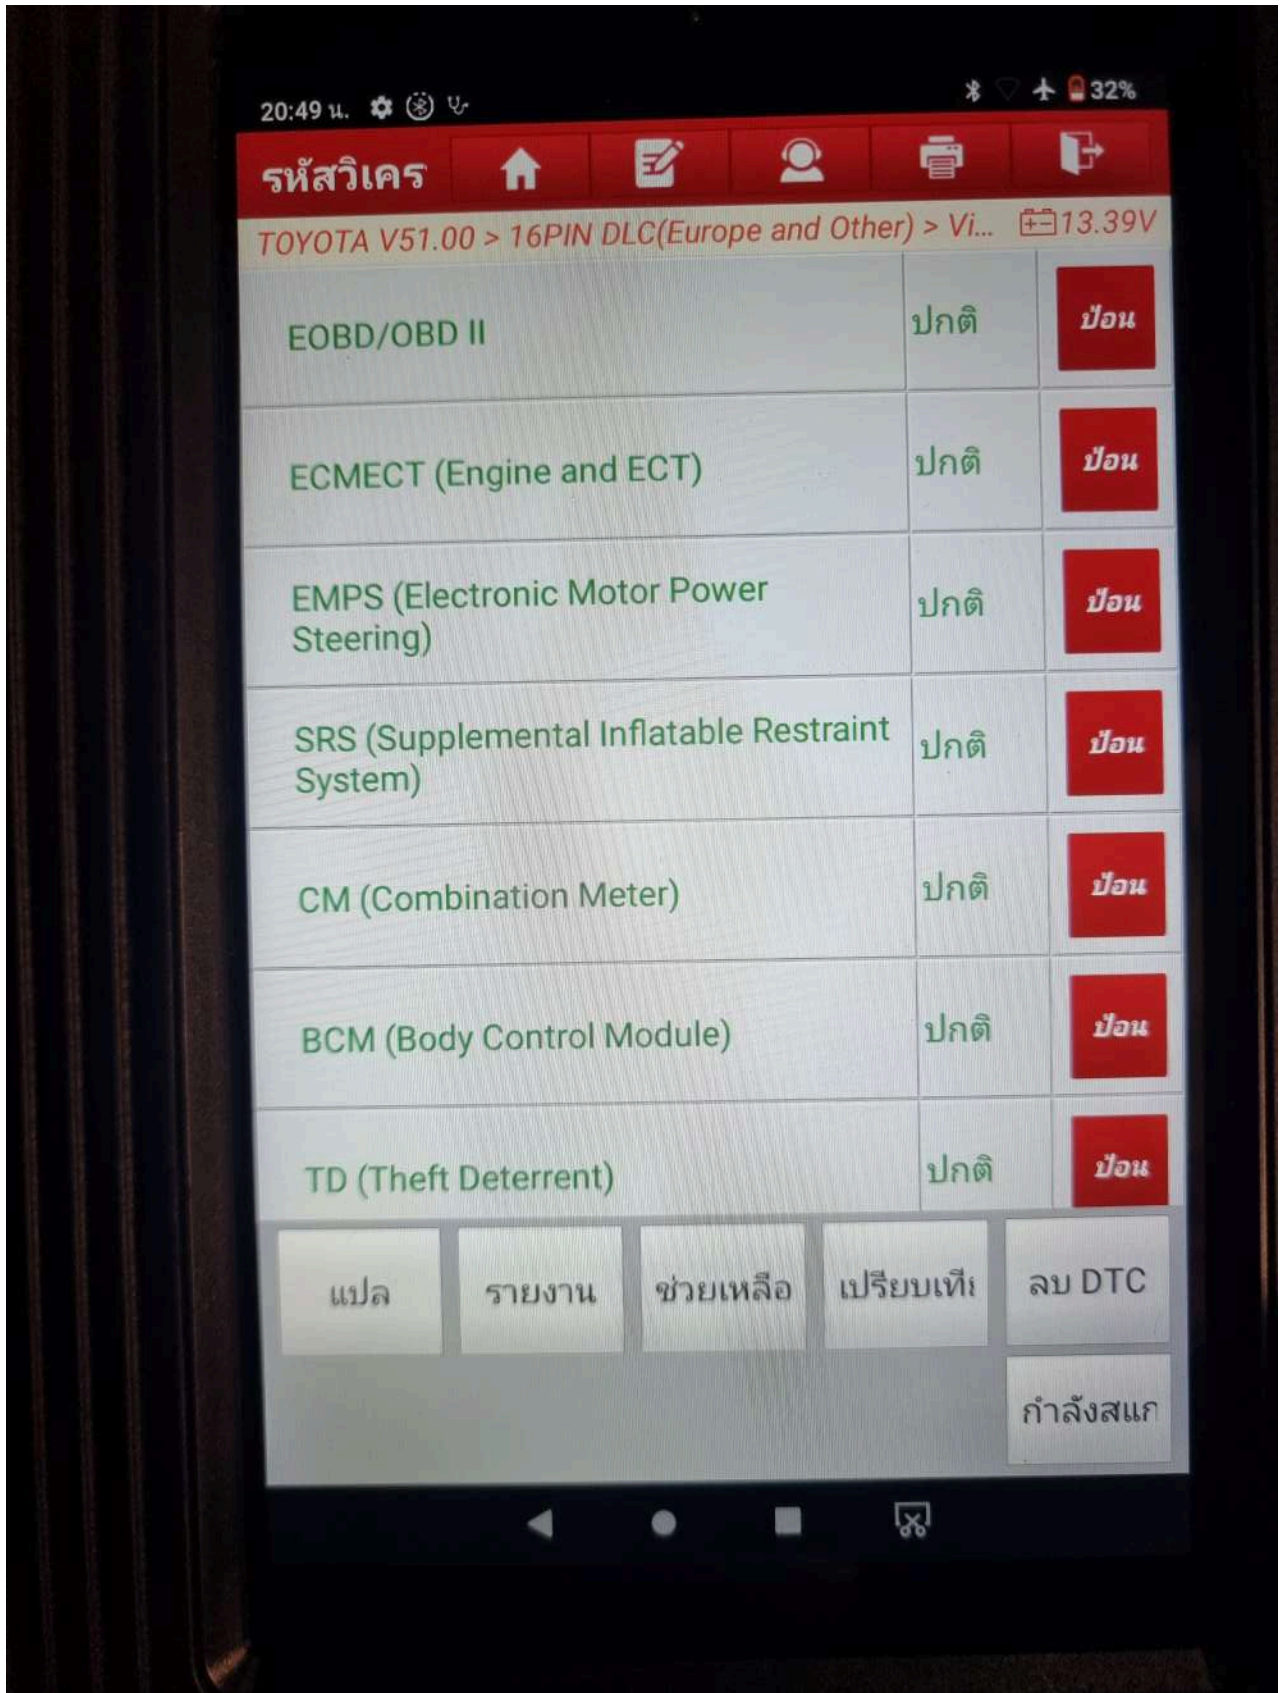 20:49 น.
32%
รหัสวิเคร
TOYOTA V51.00 > 16PIN DLC(Europe and Other) > Vi... 13.39V
EOBD/OBD II ปกติ ป้อน
ECMECT (Engine and ECT) ปกติ ป้อน
EMPS (Electronic Motor Power
Steering) ปกติ ป้อน
SRS (Supplemental Inflatable Restraint
System) ปกติ ป้อน
CM (Combination Meter) ปกติ ป้อน
BCM (Body Control Module) ปกติ ป้อน
TD (Theft Deterrent) ปกติ ป้อน
แปล รายงาน ช่วยเหลือ เปรียบเที ลบ DTC
กำลังสแก